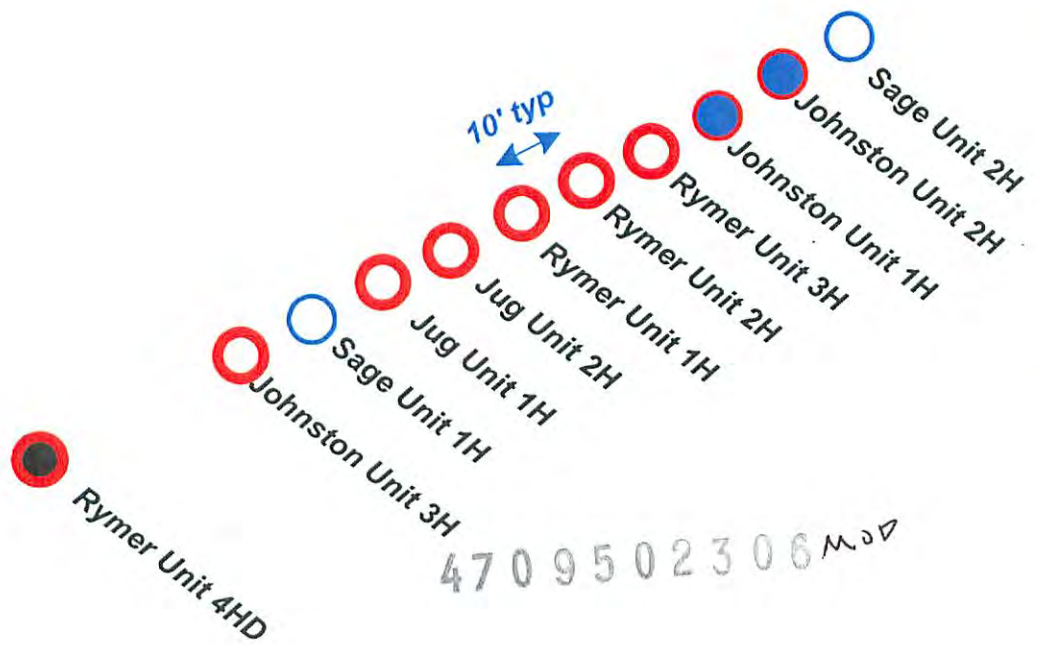 Sage Unit 2H
Johnston Unit 2H
Johnston Unit 1H
10' typ
Rymer Unit 3H
Rymer Unit 2H
Rymer Unit 1H
Jug Unit 2H
Jug Unit 1H
Sage Unit 1H
Johnston Unit 3H
Rymer Unit 4HD
4709502306 MOD